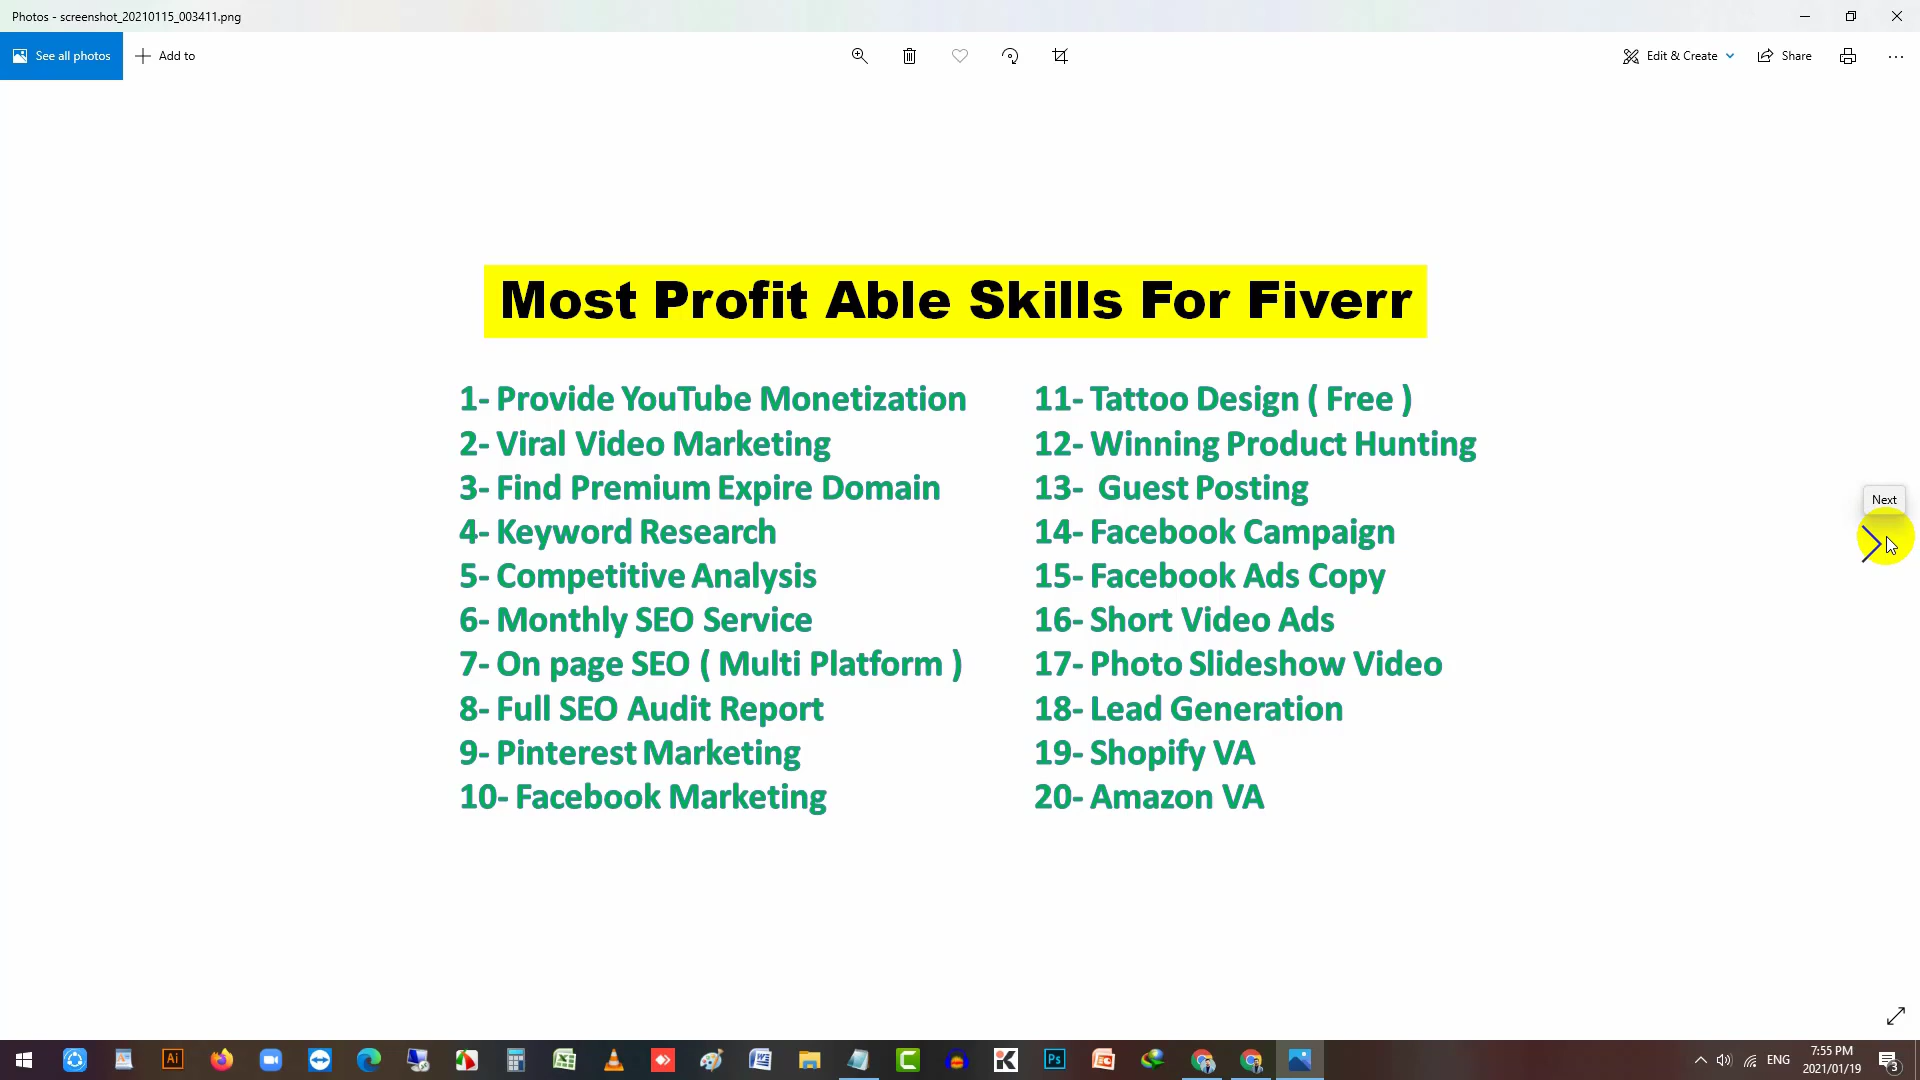 Photos - screenshot_20210115_003411.png
See all photos
Add to
Edit & Create
Share
Most Profit Able Skills For Fiverr
1- Provide YouTube Monetization
2- Viral Video Marketing
3- Find Premium Expire Domain
4- Keyword Research
5- Competitive Analysis
6- Monthly SEO Service
7- On page SEO ( Multi Platform )
8- Full SEO Audit Report
9- Pinterest Marketing
10- Facebook Marketing
11- Tattoo Design ( Free )
12- Winning Product Hunting
13- Guest Posting
14- Facebook Campaign
15- Facebook Ads Copy
16- Short Video Ads
17- Photo Slideshow Video
18- Lead Generation
19- Shopify VA
20- Amazon VA
Next
Ai
Ps
ENG
7:55 PM
2021/01/19
3